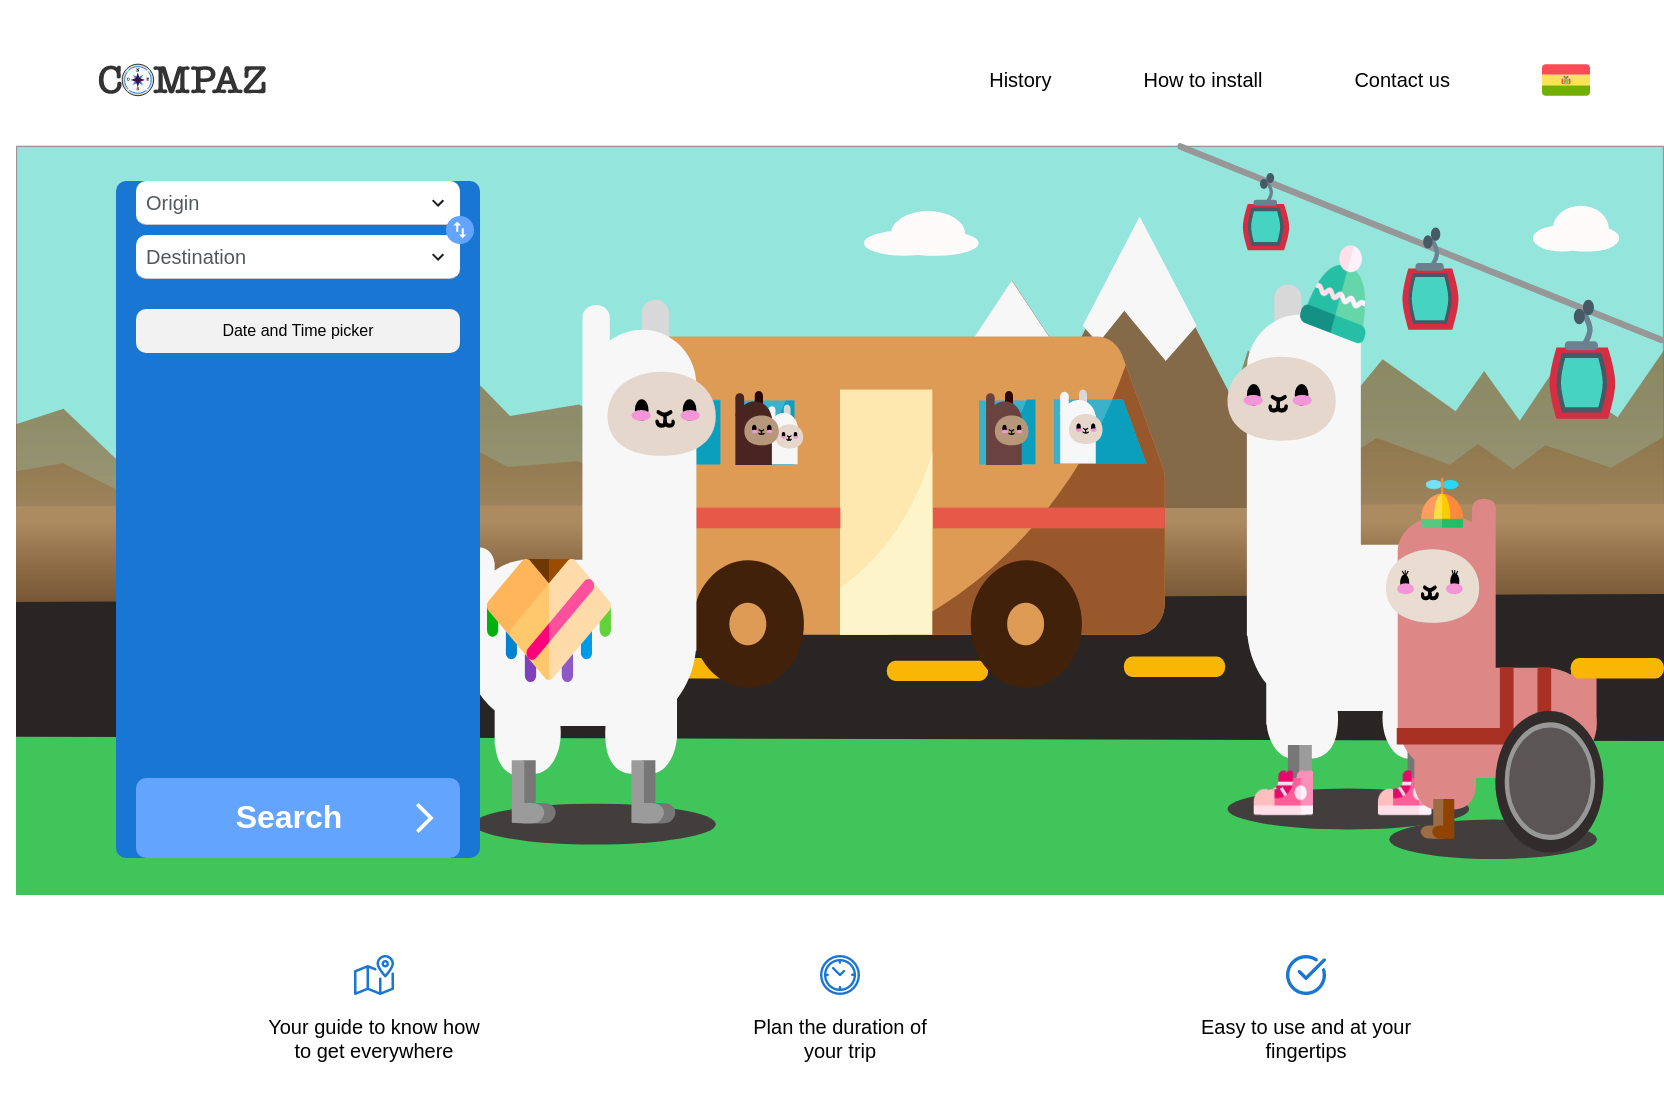 COMPAZ
History
How to install
Contact us
Origin
Destination
Date and Time picker
Search
Your guide to know how
to get everywhere
Plan the duration of
your trip
Easy to use and at your
fingertips